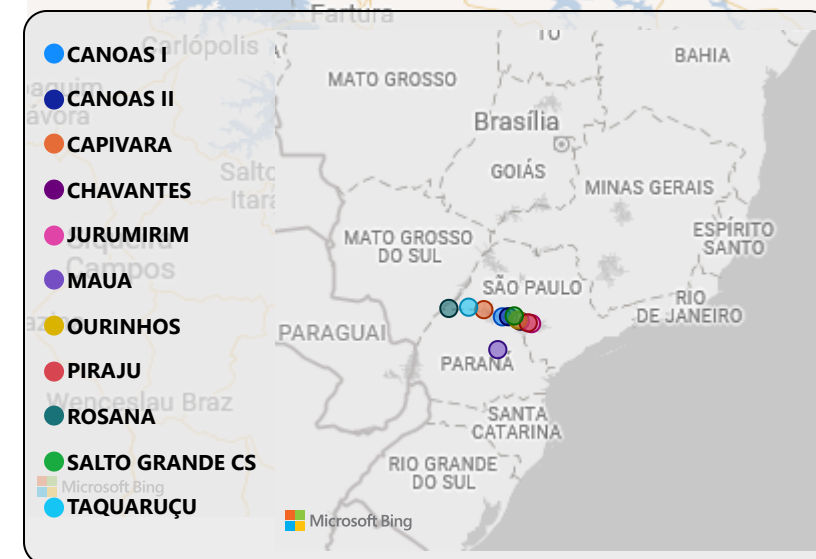 Fartura
Carlópolis
Salto
Itara
Siqueira
Campos
Wenceslau Braz
Microsoft Bing
CANOAS I
CANOAS II
CAPIVARA
CHAVANTES
JURUMIRIM
MAUA
OURINHOS
PIRAJU
ROSANA
SALTO GRANDE CS
TAQUARUÇU
TO
BAHIA
MATO GROSSO
Brasília
GOIÁS
MINAS GERAIS
ESPÍRITO
SANTO
MATO GROSSO
DO SUL
SÃO PAULO
RIO
DE JANEIRO
PARAGUAI
PARANÁ
SANTA
CATARINA
RIO GRANDE
DO SUL
Microsoft Bing